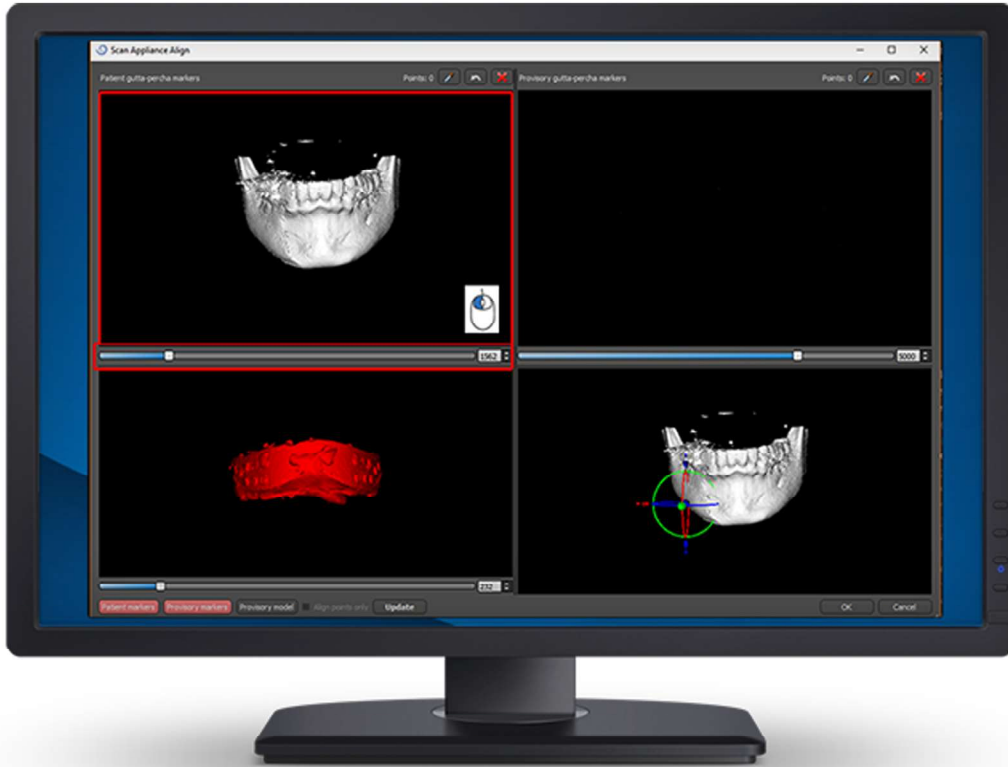 Scan Appliance Align
Patient gutta-percha markers Points: 0
Provisory gutta-percha markers Points: 0
1562
5000
232
Patient markers Provisory markers Provisory model Align points only Update
OK Cancel